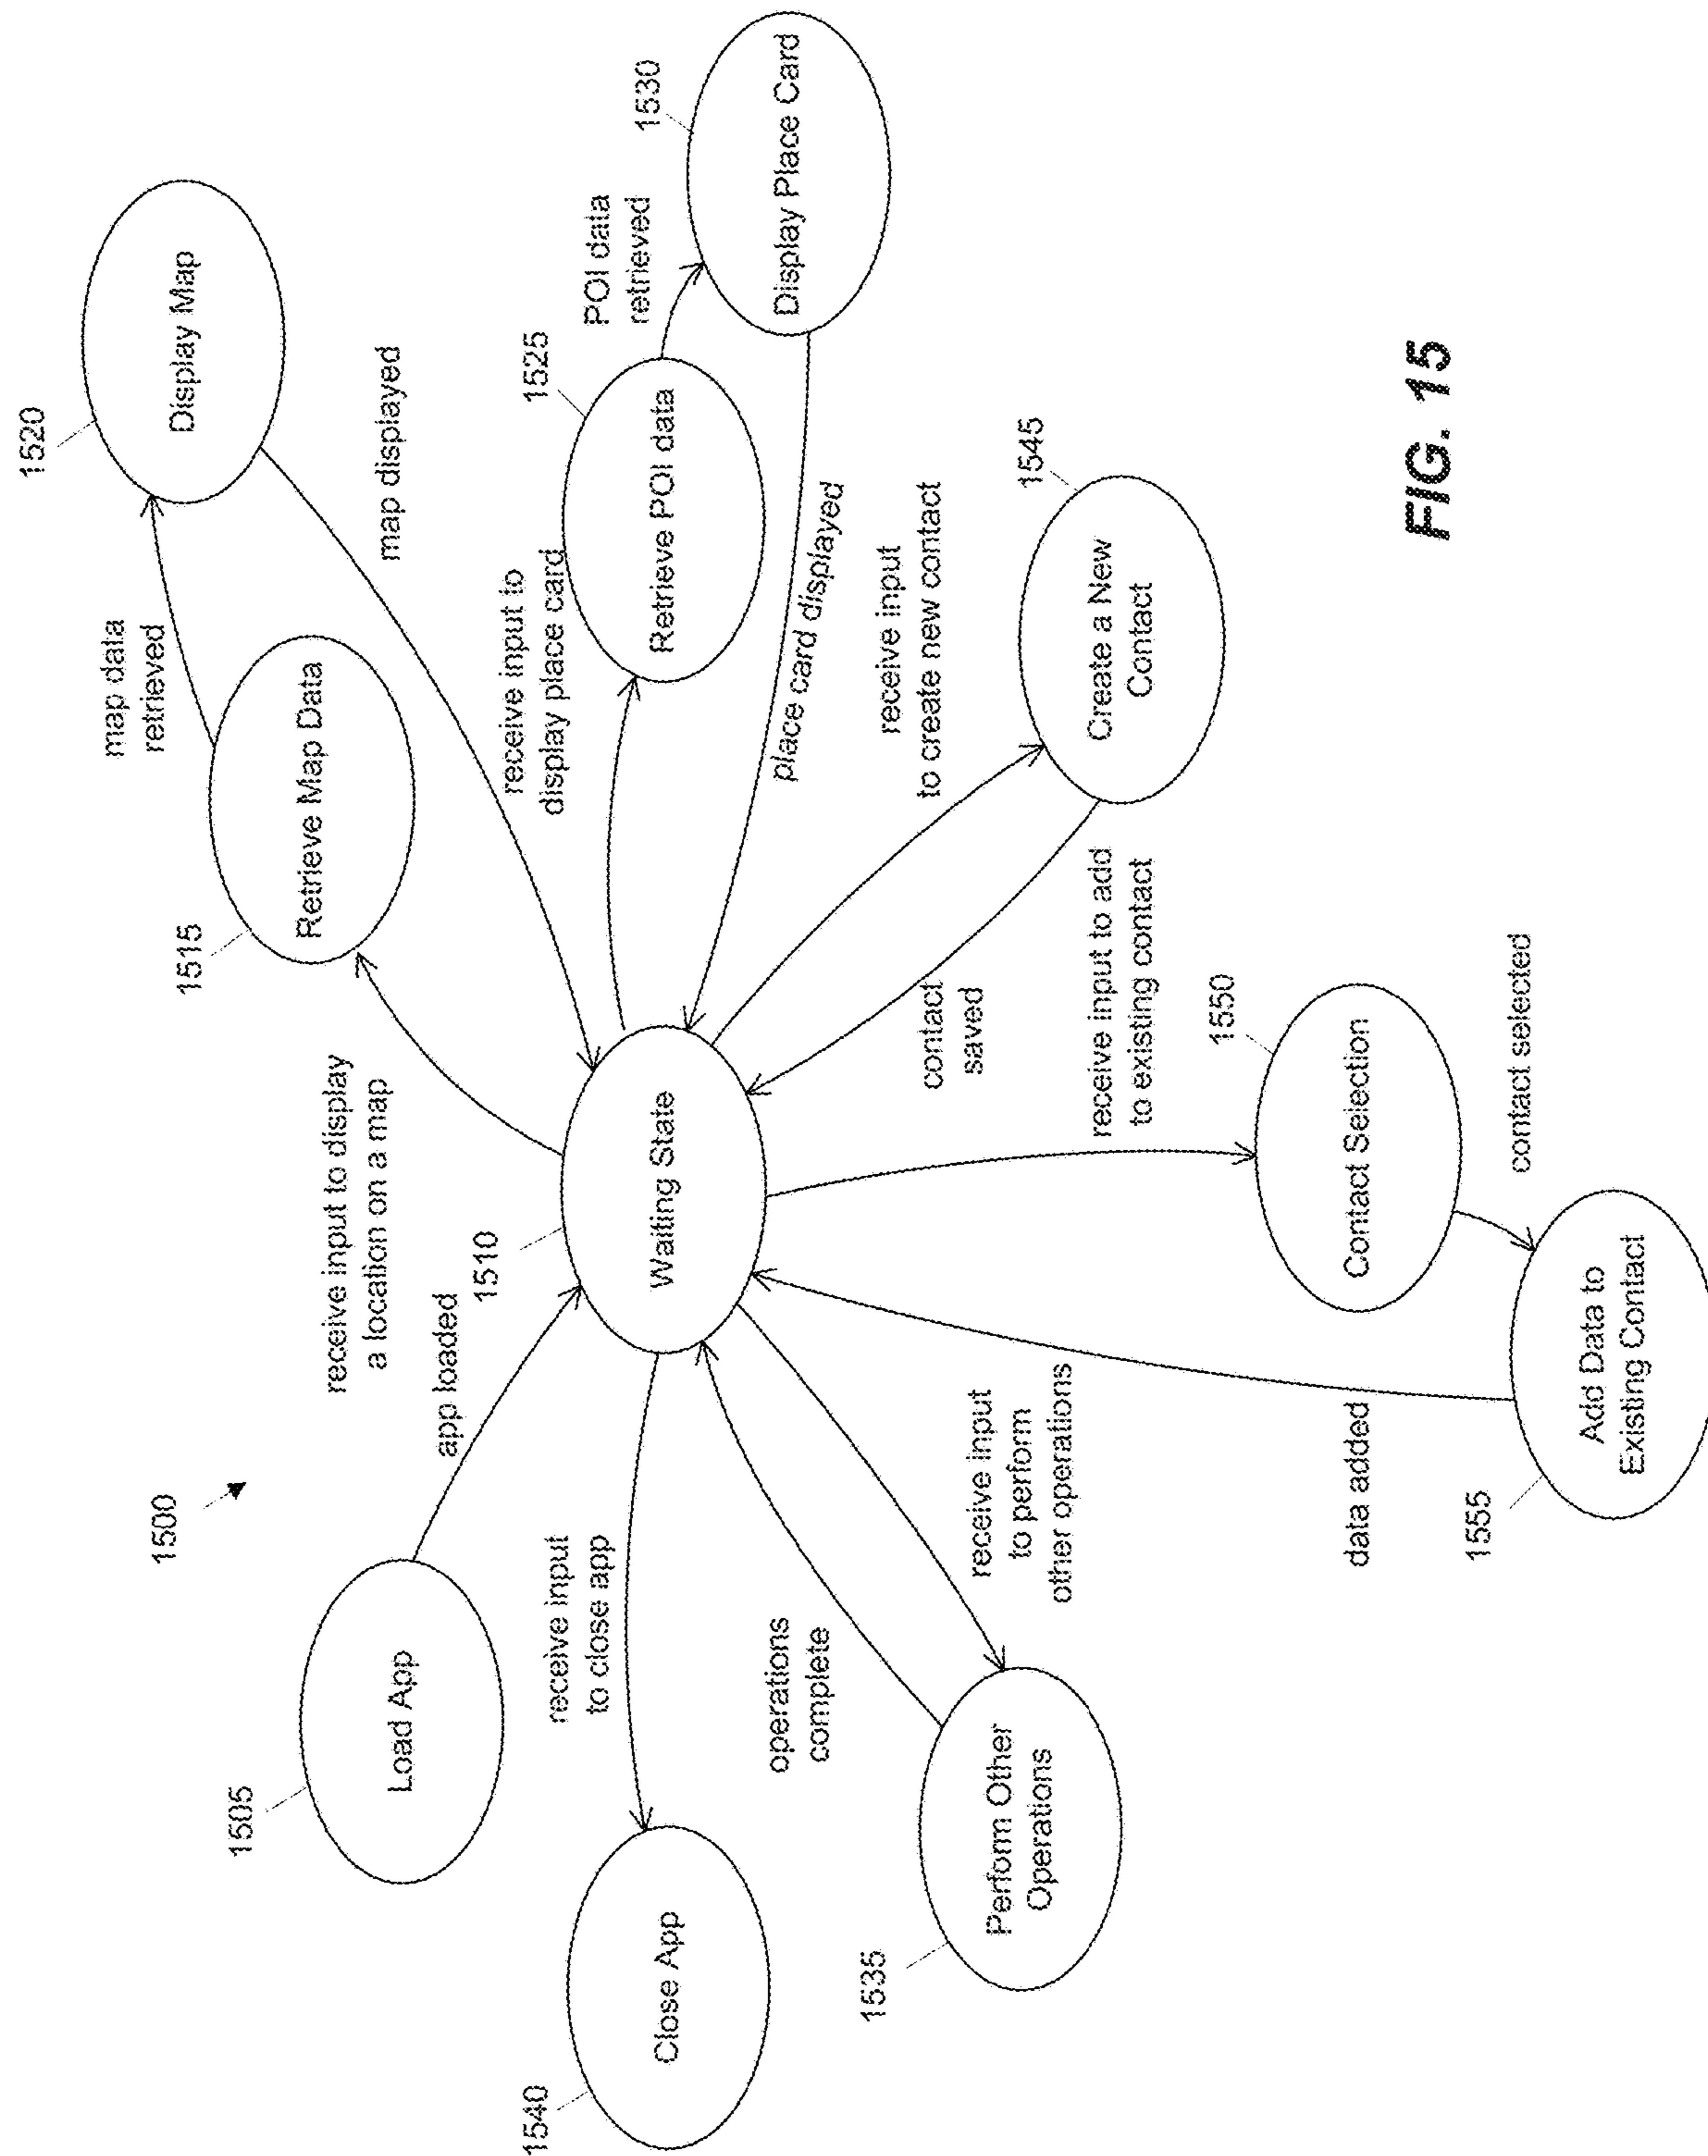 1500
1520
Display Map
map data
retrieved
map displayed
1515
Retrieve Map Data
receive input to display
a location on a map
1505
Load App
app loaded
1510
Waiting State
receive input to
display place card
1525
Retrieve POI data
POI data
retrieved
1530
Display Place Card
place card displayed
1540
Close App
receive input
to close app
operations
complete
1535
Perform Other
Operations
receive input
to perform
other operations
receive input
to create new contact
1545
Create a New
Contact
contact
saved
receive input to add
to existing contact
1550
Contact Selection
contact selected
data added
1555
Add Data to
Existing Contact
FIG. 15